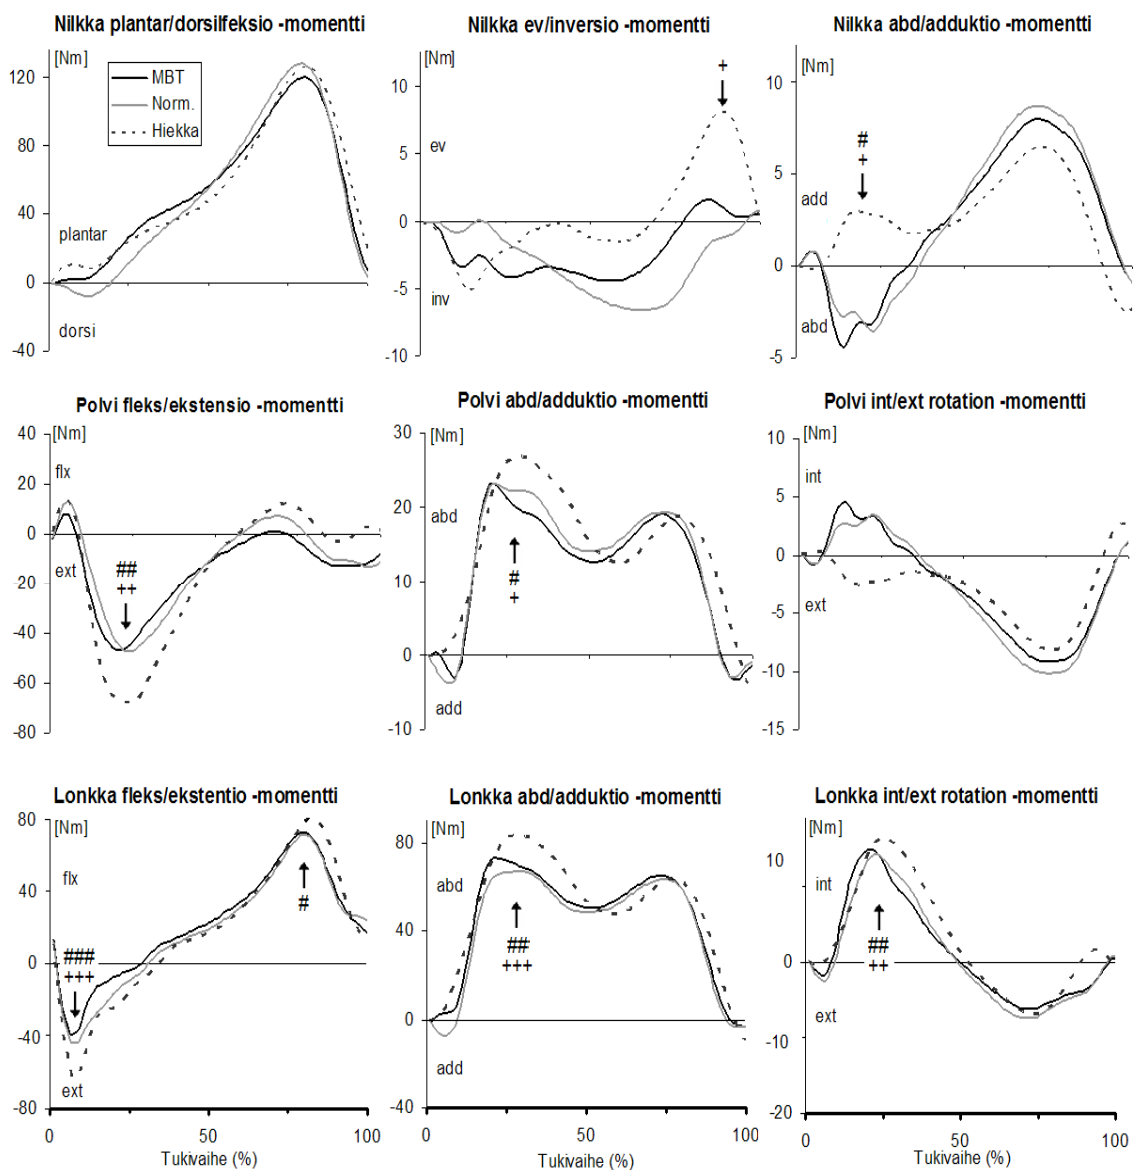 Nilkka plantar/dorsilfeksio -momentti
[Nm]
120
80
40
0
-40
MBT
Norm.
Hiekka
plantar
dorsi
Nilkka ev/inversio -momentti
[Nm]
10
5
0
-5
-10
ev
inv
+
Nilkka abd/adduktio -momentti
[Nm]
10
5
0
-5
add
abd
#
+
Polvi fleks/ekstensio -momentti
[Nm]
40
20
0
-20
-40
-60
-80
flx
ext
##
++
Polvi abd/adduktio -momentti
[Nm]
30
20
10
0
-10
abd
add
#
+
Polvi int/ext rotation -momentti
[Nm]
10
5
0
-5
-10
-15
int
ext
Lonkka fleks/ekstentio -momentti
[Nm]
80
40
0
-40
-80
flx
ext
###
+++
#
0
50
100
Tukivaihe (%)
Lonkka abd/adduktio -momentti
[Nm]
80
40
0
-40
abd
add
##
+++
0
50
100
Tukivaihe (%)
Lonkka int/ext rotation -momentti
[Nm]
10
0
-10
-20
int
ext
##
++
0
50
100
Tukivaihe (%)